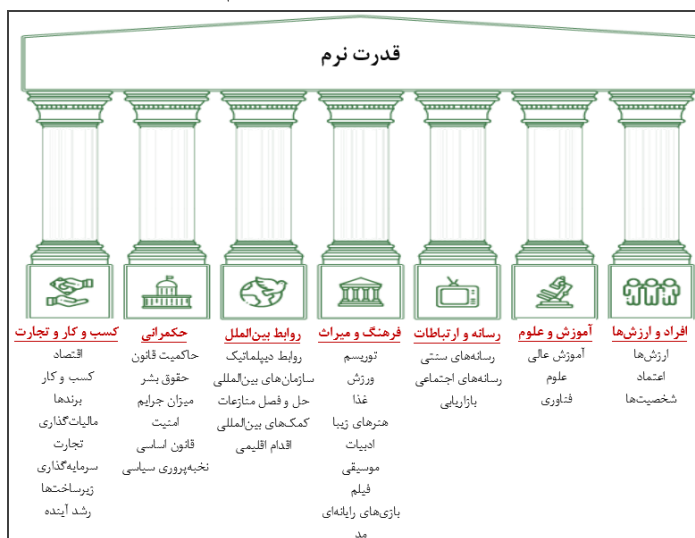 قدرت نرم
افراد و ارزش‌ها
ارزش‌ها
اعتماد
شخصیت‌ها
آموزش و علوم
آموزش عالی
علوم
فناوری
رسانه و ارتباطات
رسانه‌های سنتی
رسانه‌های اجتماعی
بازاریابی
فرهنگ و میراث
توریسم
ورزش
غذا
هنرهای زیبا
ادبیات
موسیقی
فیلم
بازی‌های رایانه‌ای
مد
روابط بین‌الملل
روابط دیپلماتیک
سازمان‌های بین‌المللی
حل و فصل منازعات
کمک‌های بین‌المللی
اقدام اقلیمی
حکمرانی
حاکمیت قانون
حقوق بشر
میزان جرایم
امنیت
قانون اساسی
نخبه‌پروری سیاسی
کسب و کار و تجارت
اقتصاد
کسب و کار
برندها
مالیات‌گذاری
تجارت
سرمایه‌گذاری
زیرساخت‌ها
رشد آینده